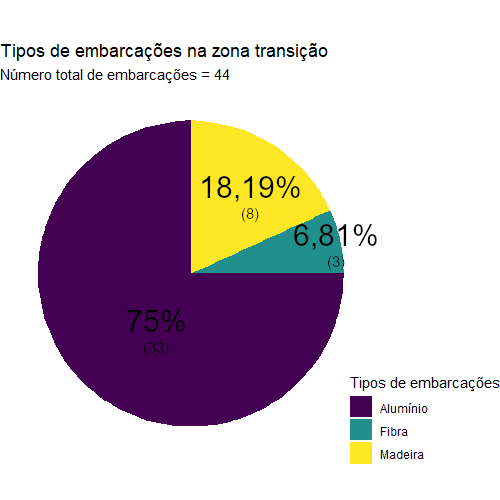 Tipos de embarcações na zona transição
Número total de embarcações = 44
18,19%
(8)
6,81%
(3)
75%
(33)
Tipos de embarcações
Alumínio
Fibra
Madeira